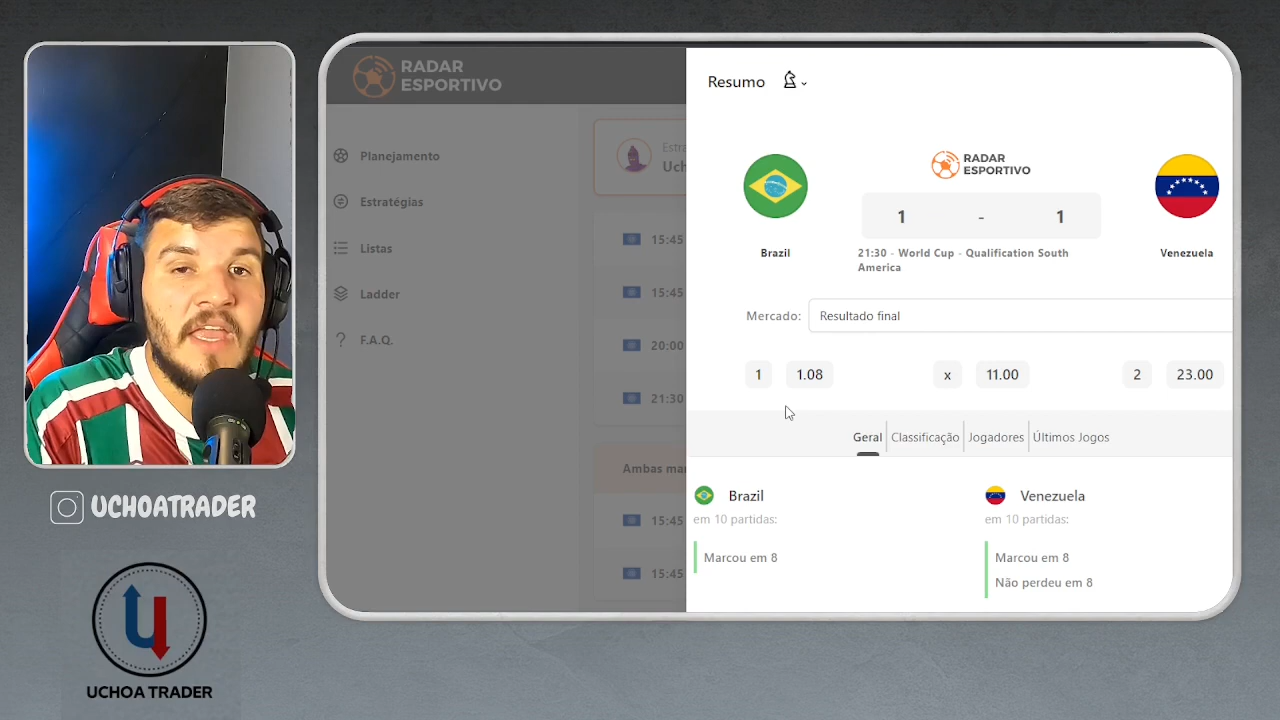 RADAR
ESPORTIVO
Planejamento
Estratégias
Listas
Ladder
F.A.Q.
Estra
Uch
15:45
15:45
20:00
21:30
Ambas mar
15:45
15:45
Resumo
RADAR
ESPORTIVO
1 - 1
Brazil
21:30 - World Cup - Qualification South
America
Venezuela
Mercado: Resultado final
1 1.08 x 11.00 2 23.00
Geral Classificação Jogadores Últimos Jogos
Brazil
em 10 partidas:
Marcou em 8
Venezuela
em 10 partidas:
Marcou em 8
Não perdeu em 8
UCHOATRADER
U
UCHOA TRADER